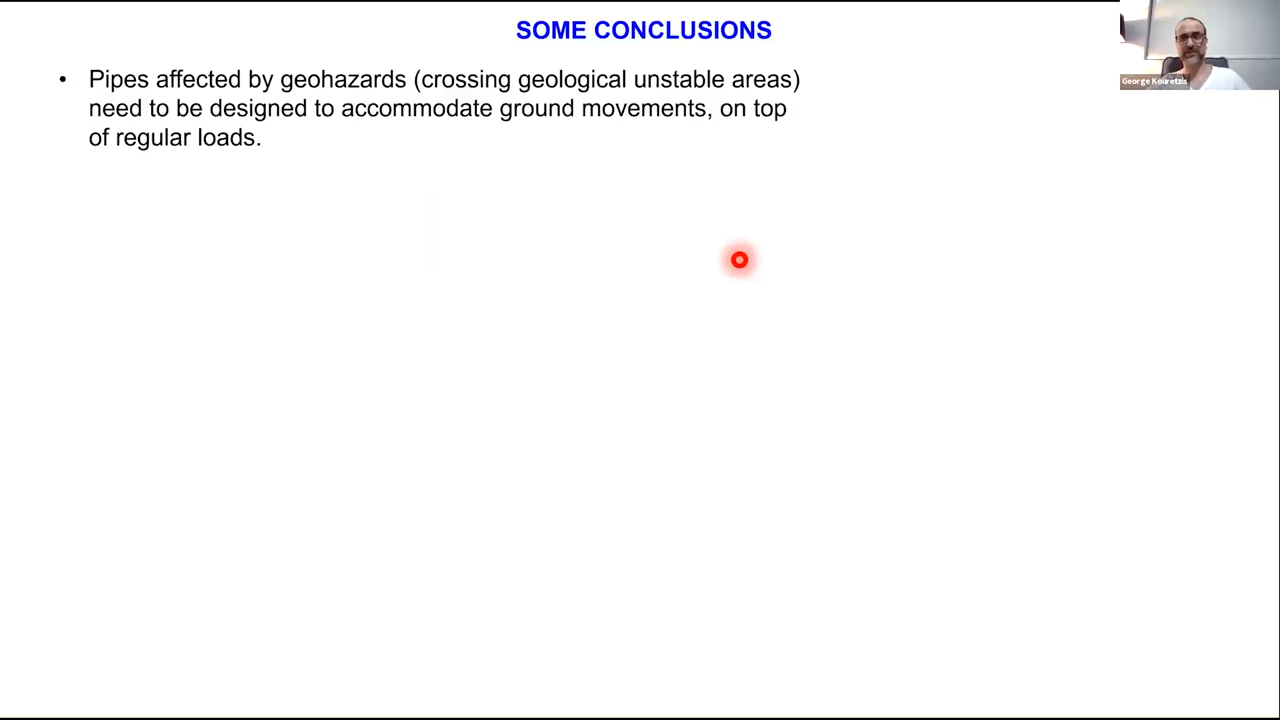 SOME CONCLUSIONS
George Kouretzis
• Pipes affected by geohazards (crossing geological unstable areas)
need to be designed to accommodate ground movements, on top
of regular loads.